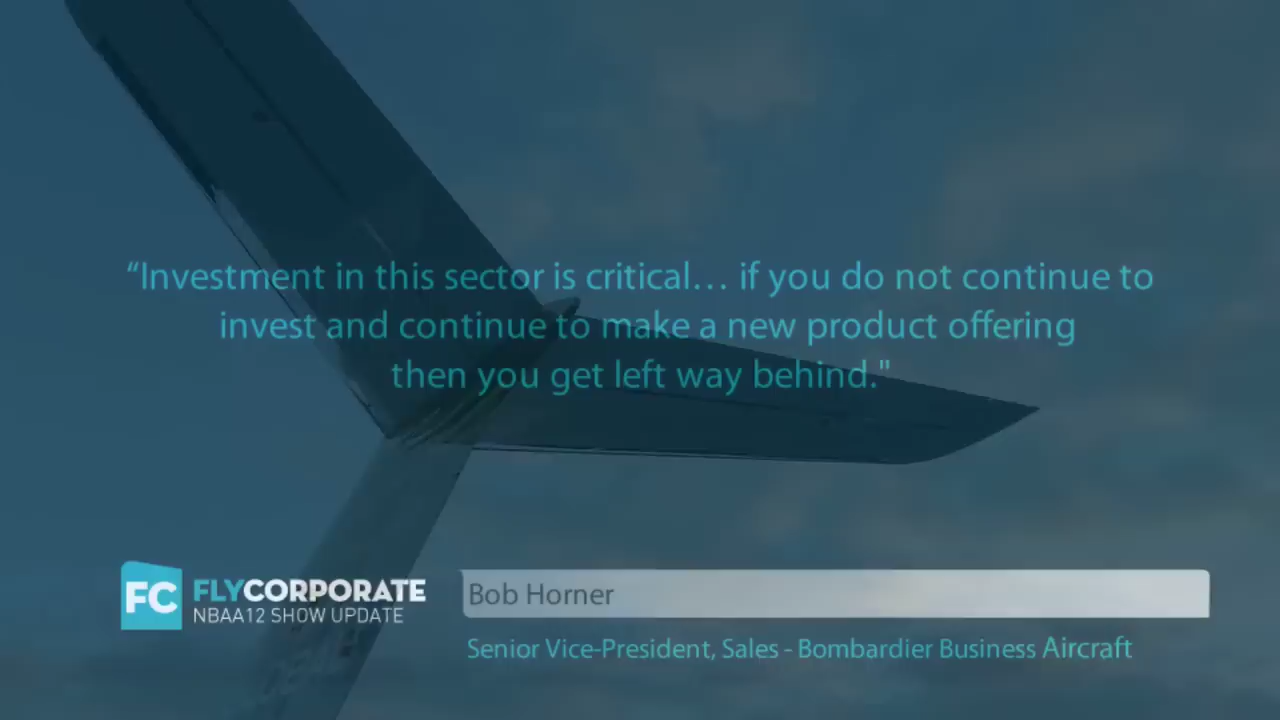 “Investment in this sector is critical… if you do not continue to
invest and continue to make a new product offering
then you get left way behind."
FC FLYCORPORATE
NBAA12 SHOW UPDATE
Bob Horner
Senior Vice-President, Sales - Bombardier Business Aircraft